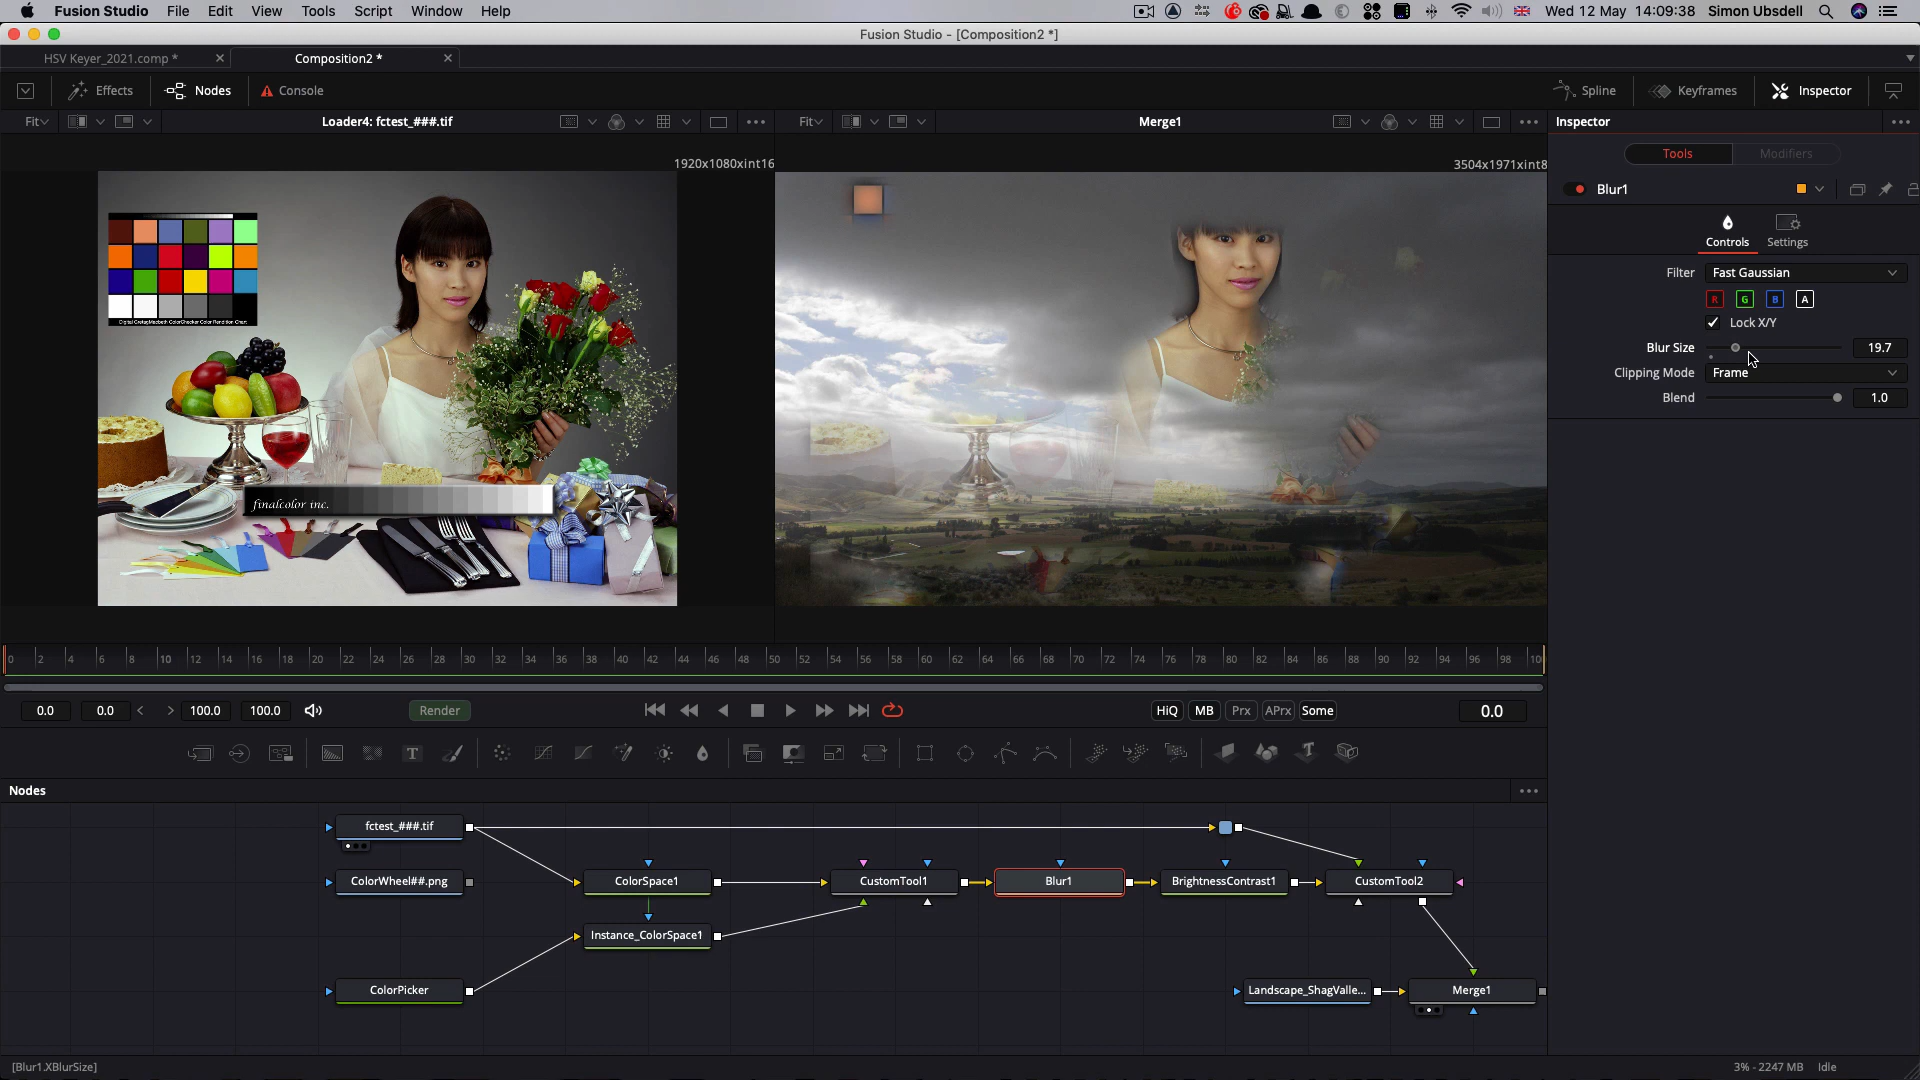 Fusion Studio File Edit View Tools Script Window Help
Wed 12 May 14:09:38 Simon Ubsdell
Fusion Studio - [Composition2 *]
HSV Keyer_2021.comp *
Composition2 *
Effects Nodes Console
Spline Keyframes Inspector
Fit Loader4: fctest_###.tif
Fit Merge1
Inspector
1920x1080xint16
3504x1971xint8
Tools Modifiers
Blur1
Controls Settings
Filter Fast Gaussian
R G B A
Lock X/Y
Blur Size 19.7
Clipping Mode Frame
Blend 1.0
Digital GretagMacbeth ColorChecker Color Rendition Chart
finalcolor inc.
0 2 4 6 8 10 12 14 16 18 20 22 24 26 28 30 32 34 36 38 40 42 44 46 48 50 52 54 56 58 60 62 64 66 68 70 72 74 76 78 80 82 84 86 88 90 92 94 96 98 10
0.0 0.0 < > 100.0 100.0 Render HiQ MB Prx APrx Some 0.0
Nodes
fctest_###.tif
ColorWheel##.png ColorSpace1 CustomTool1 Blur1 BrightnessContrast1 CustomTool2
Instance_ColorSpace1
ColorPicker Landscape_ShagValle... Merge1
[Blur1.XBlurSize]
3% - 2247 MB Idle